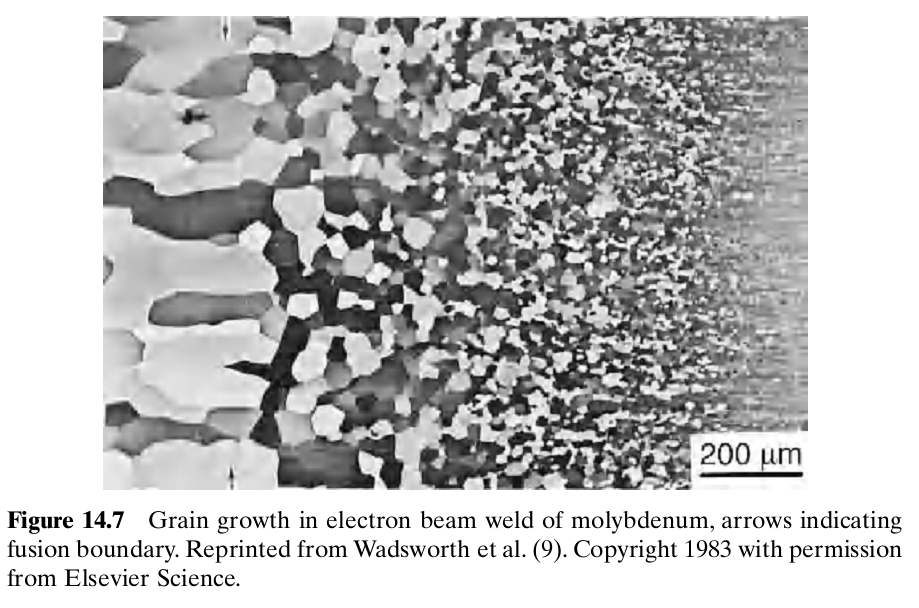 200 μm
Figure 14.7 Grain growth in electron beam weld of molybdenum, arrows indicating
fusion boundary. Reprinted from Wadsworth et al. (9). Copyright 1983 with permission
from Elsevier Science.